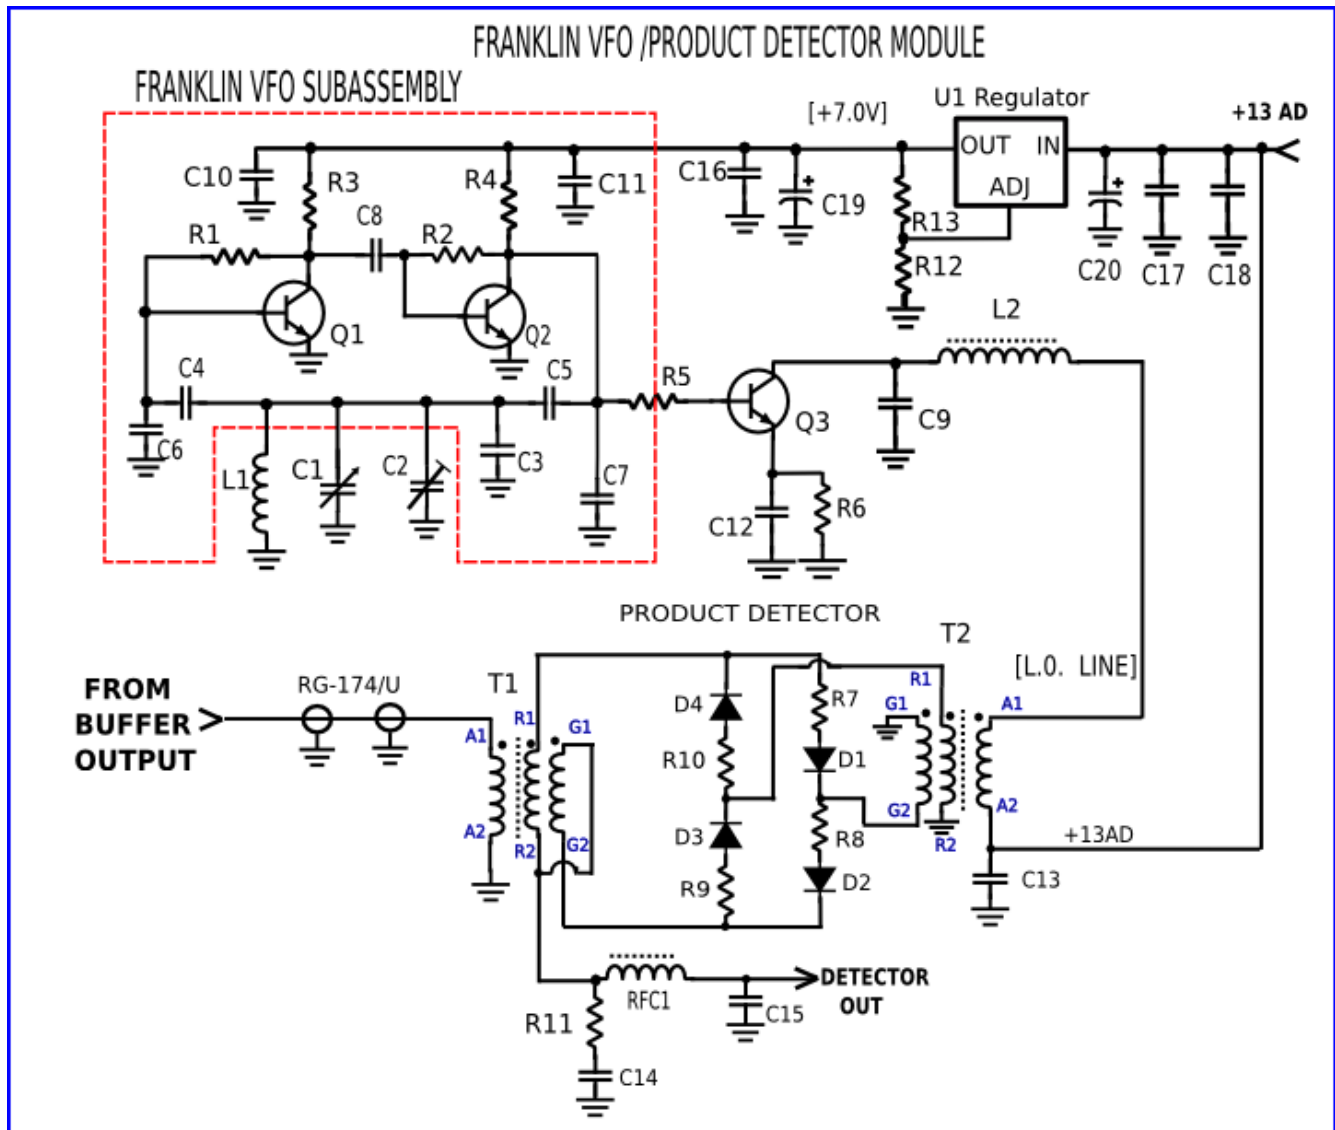 FRANKLIN VFO /PRODUCT DETECTOR MODULE
FRANKLIN VFO SUBASSEMBLY
[+7.0V]
U1 Regulator
+13 AD
OUT IN
ADJ
C10
R3
R4
C11
C16
C19
R13
R12
C20
C17
C18
C8
R1
R2
Q1
Q2
L2
C4
C5
R5
Q3
C9
C6
L1
C1
C2
C3
C7
C12
R6
PRODUCT DETECTOR
T2
[L.0. LINE]
FROM
BUFFER
OUTPUT
RG-174/U
T1
A1
R1
G1
A2
R2
G2
D4
R7
R10
D1
D3
R8
R9
D2
R1
G1
A1
G2
A2
R2
+13AD
C13
RFC1
DETECTOR
OUT
C15
R11
C14